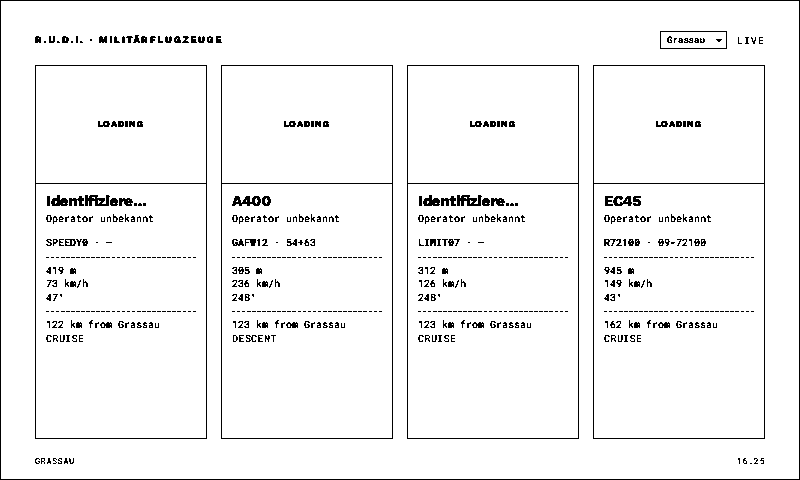 R.U.D.I. · MILITÄRFLUGZEUGE
Grassau
LIVE
LOADING
Identifiziere...
Operator unbekannt
SPEEDY0 · —
419 m
73 km/h
47°
122 km from Grassau
CRUISE
LOADING
A400
Operator unbekannt
GAFW12 · 54+63
305 m
236 km/h
248°
123 km from Grassau
DESCENT
LOADING
Identifiziere...
Operator unbekannt
LIMIT07 · —
312 m
126 km/h
248°
123 km from Grassau
CRUISE
LOADING
EC45
Operator unbekannt
R72100 · 09-72100
945 m
149 km/h
43°
162 km from Grassau
CRUISE
GRASSAU
16.25